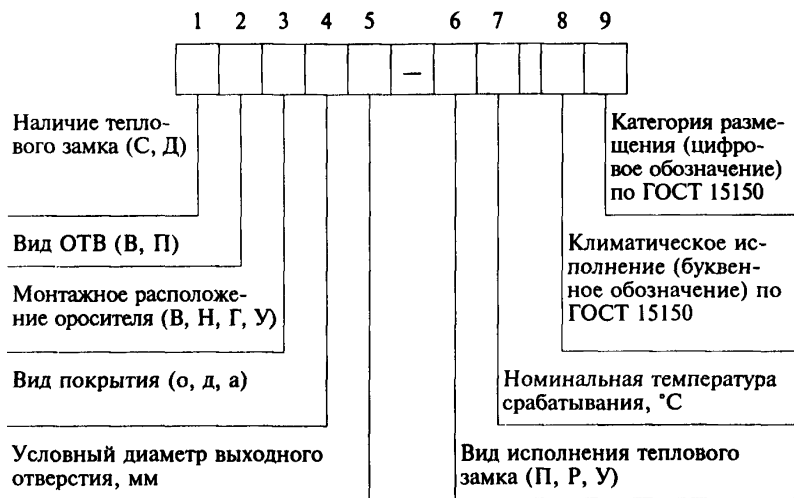 1 2 3 4 5 6 7 8 9
–
Наличие тепло-
вого замка (С, Д)
Вид ОТВ (В, П)
Монтажное расположе-
ние оросителя (В, Н, Г, У)
Вид покрытия (о, д, а)
Условный диаметр выходного
отверстия, мм
Категория разме-
щения (цифро-
вое обозначение)
по ГОСТ 15150
Климатическое ис-
полнение (буквен-
ное обозначение) по
ГОСТ 15150
Номинальная температура
срабатывания, °С
Вид исполнения теплового
замка (П, Р, У)